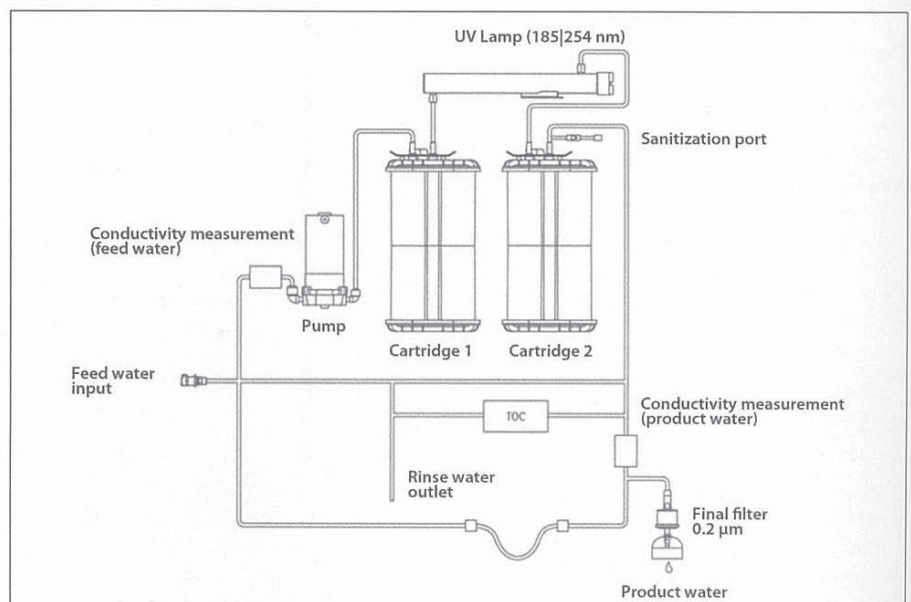 UV Lamp (185|254 nm)
Sanitization port
Conductivity measurement
(feed water)
Pump
Cartridge 1
Cartridge 2
Feed water
input
TOC
Conductivity measurement
(product water)
Rinse water
outlet
Final filter
0.2 µm
Product water